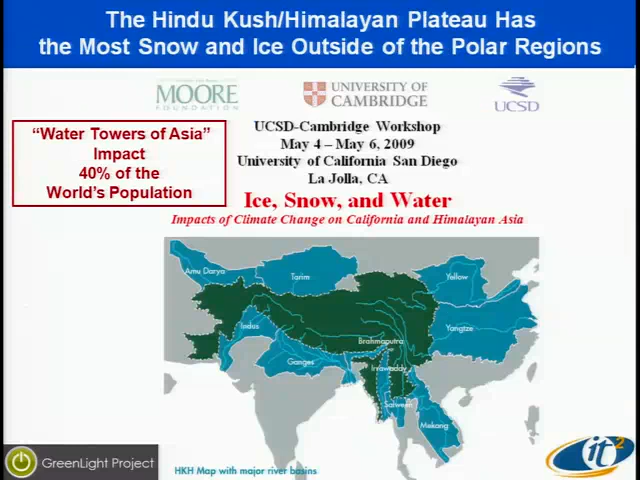 The Hindu Kush/Himalayan Plateau Has
the Most Snow and Ice Outside of the Polar Regions
MOORE
FOUNDATION
UNIVERSITY OF
CAMBRIDGE
UCSD
"Water Towers of Asia"
Impact
40% of the
World's Population
UCSD-Cambridge Workshop
May 4 – May 6, 2009
University of California San Diego
La Jolla, CA
Ice, Snow, and Water
Impacts of Climate Change on California and Himalayan Asia
Amu Darya
Tarim
Yellow
Indus
Yangtze
Brahmaputra
Ganges
Irrawaddy
Salween
Mekong
HKH Map with major river basins
GreenLight Project
it2